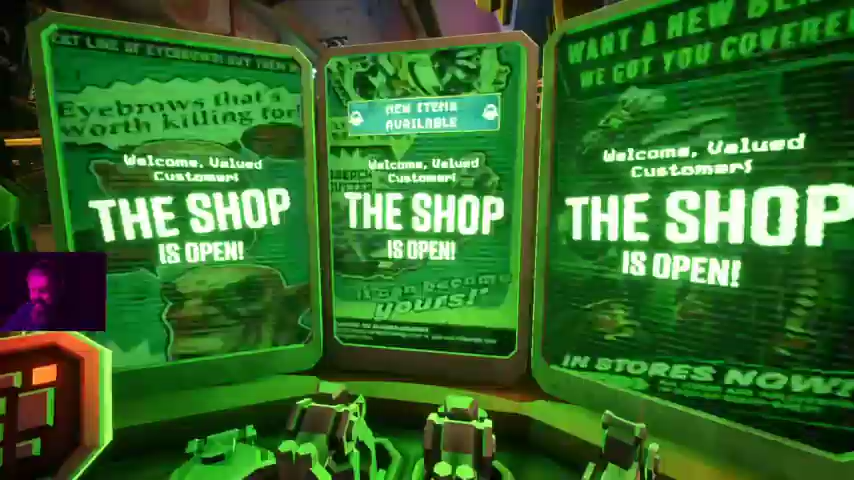 Eyebrows that's
worth killing for!
Welcome, Valued
Customer!
THE SHOP
IS OPEN!
NEW ITEMS
AVAILABLE
Welcome, Valued
Customer!
THE SHOP
IS OPEN!
yours!"
WANT A NEW
WE GOT YOU COVERED
Welcome, Valued
Customer!
THE SHOP
IS OPEN!
IN STORES NOW!